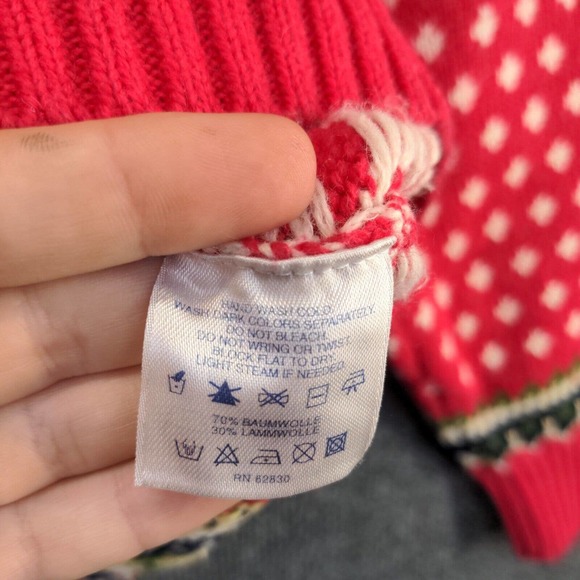 HAND WASH COLD.
WASH DARK COLORS SEPARATELY.
DO NOT BLEACH.
DO NOT WRING OR TWIST.
BLOCK FLAT TO DRY.
LIGHT STEAM IF NEEDED.
70% BAUMWOLLE
30% LAMMWOLLE
RN 62830